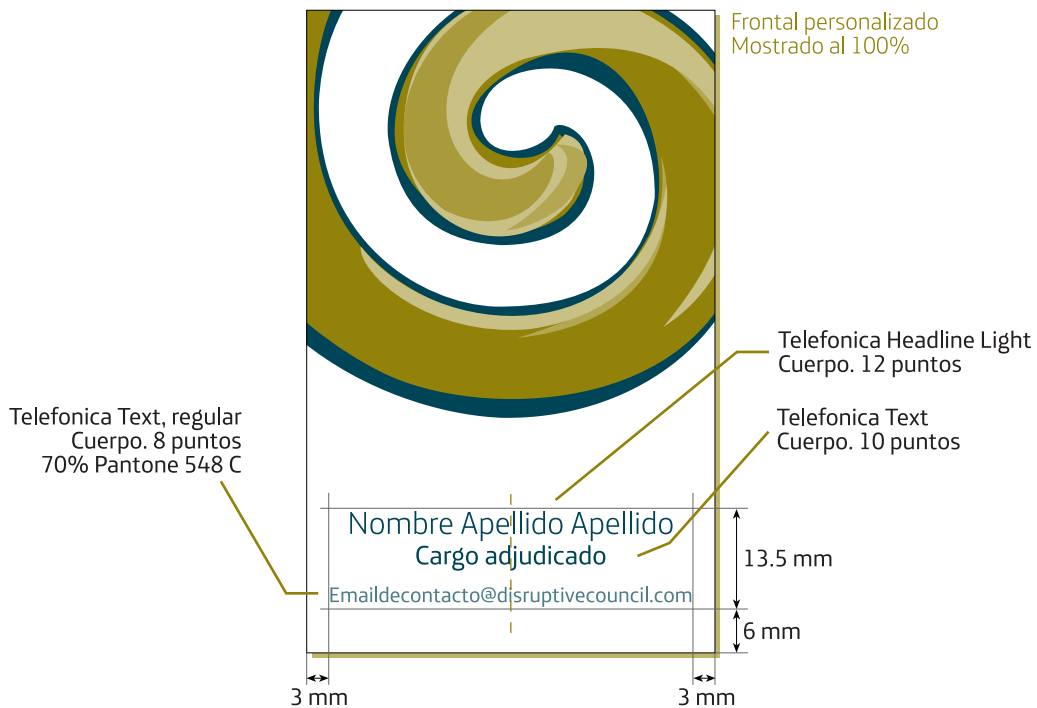 Frontal personalizado
Mostrado al 100%
Telefonica Headline Light
Cuerpo. 12 puntos
Telefonica Text, regular
Cuerpo. 8 puntos
70% Pantone 548 C
Telefonica Text
Cuerpo. 10 puntos
Nombre Apellido Apellido
Cargo adjudicado
Emaildecontacto@disruptivecouncil.com
13.5 mm
6 mm
3 mm
3 mm